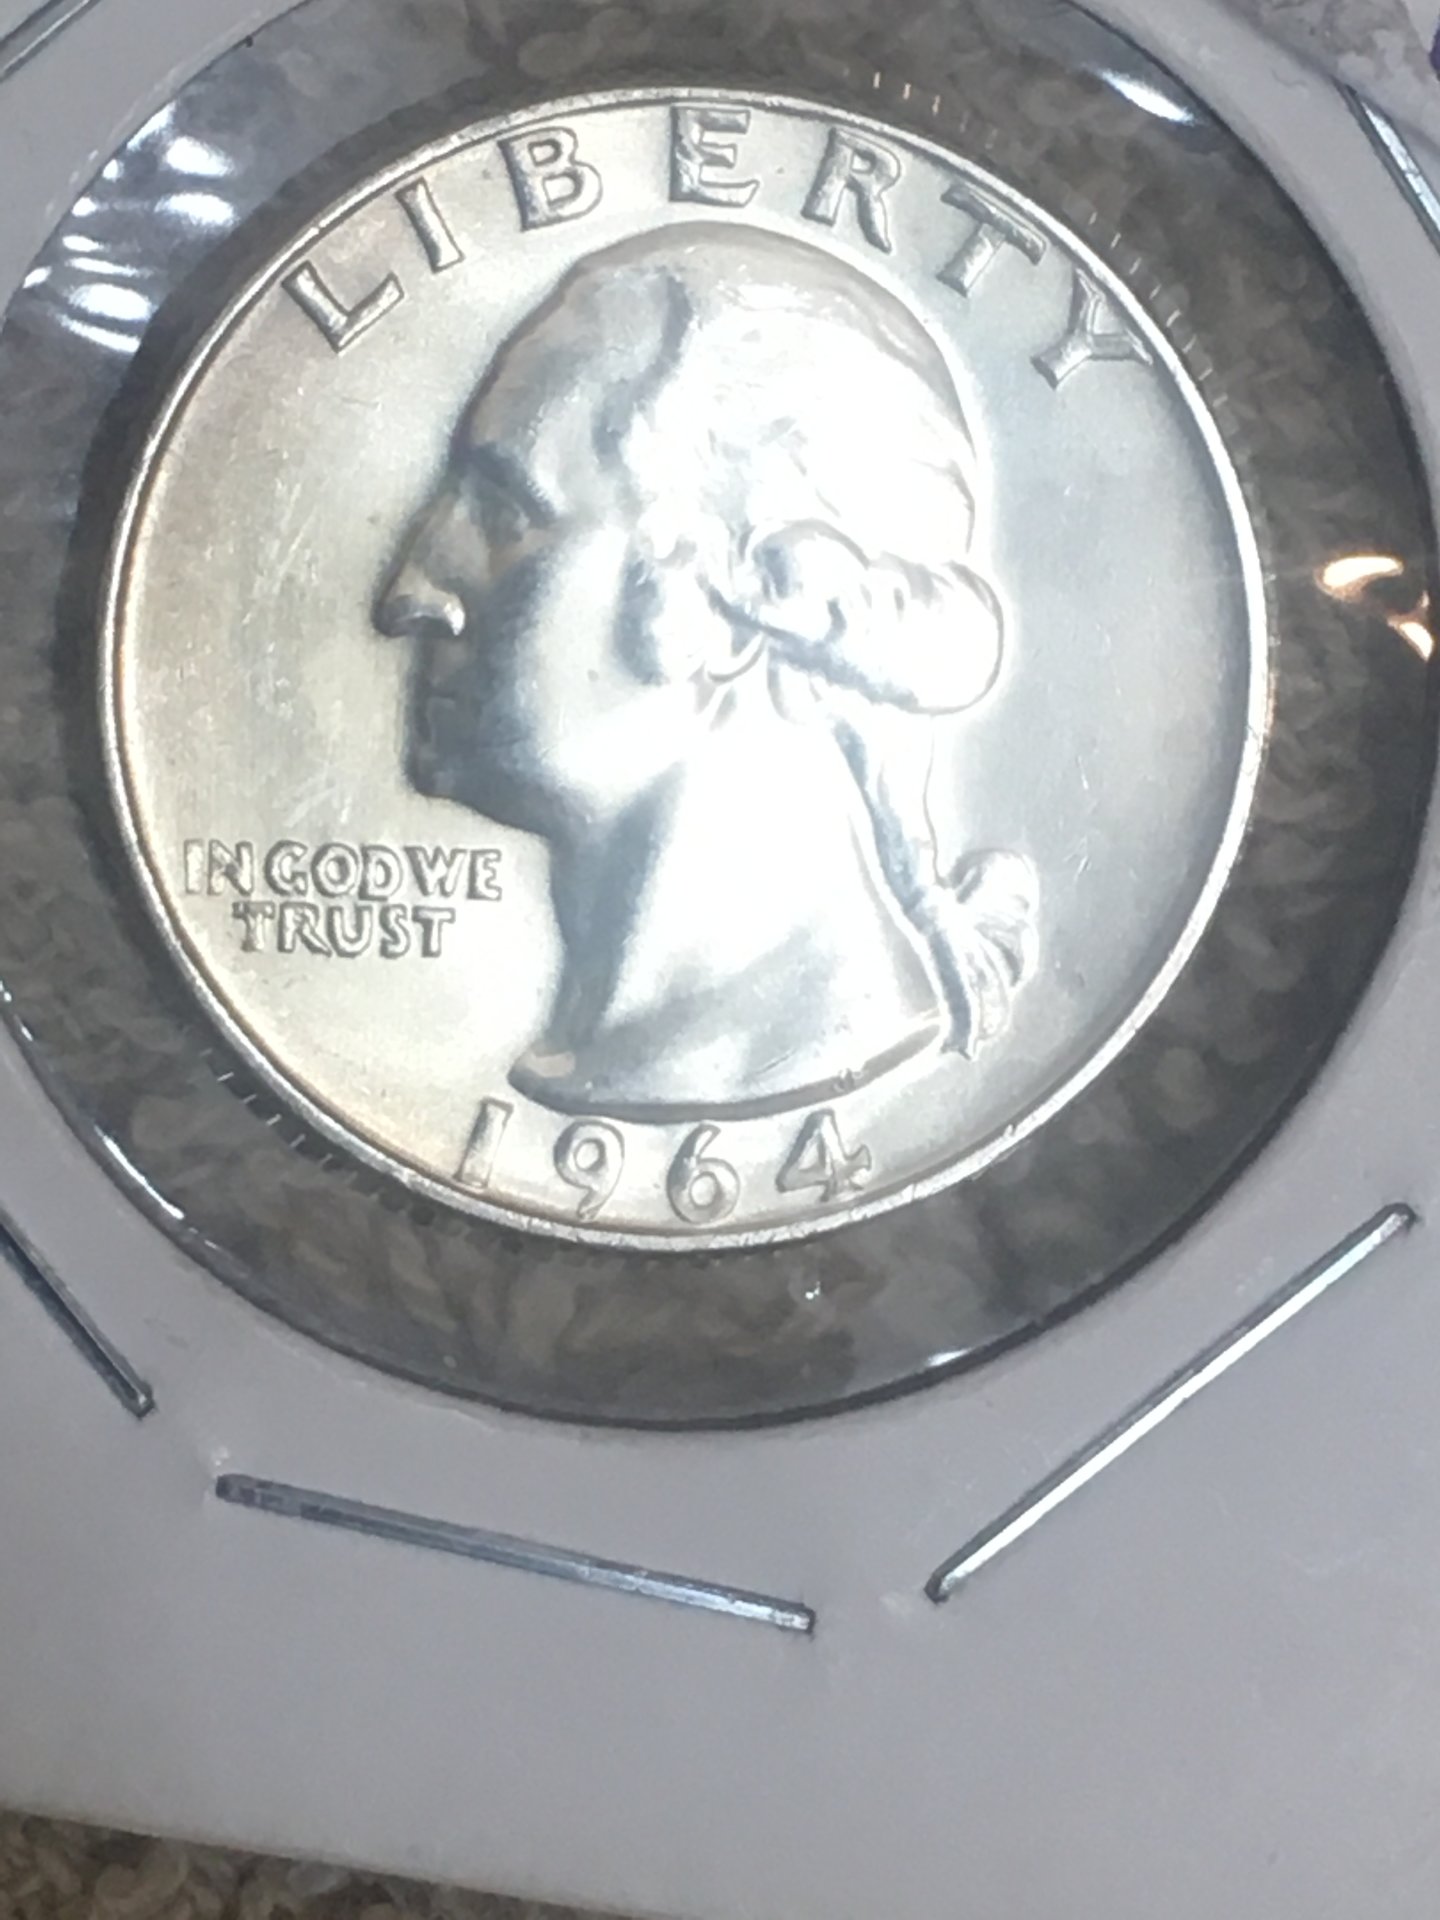 LIBERTY
IN GOD WE
TRUST
1964